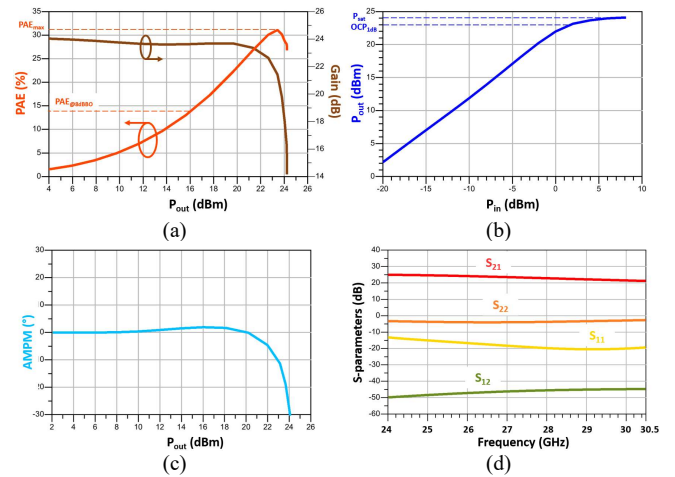 PAEmax
PAE@8dBBO
PAE (%)
35
30
25
20
15
10
5
0
Gain (dB)
26
25
24
22
21
20
19
18
16
15
14
4 6 8 10 12 14 16 18 20 22 24 26
Pout (dBm)
(a)
Psat
OCP1dB
Pout (dBm)
25
20
15
10
5
0
-20 -15 -10 -5 0 5 10
Pin (dBm)
(b)
AMPM (°)
30
0
0
0
10
-30
2 4 6 8 10 12 14 16 18 20 22 24 26
Pout (dBm)
(c)
S-parameters (dB)
40
30
20
10
0
-10
-20
-30
-40
-50
-60
S21
S22
S11
S12
24 25 26 27 28 29 30 30.5
Frequency (GHz)
(d)